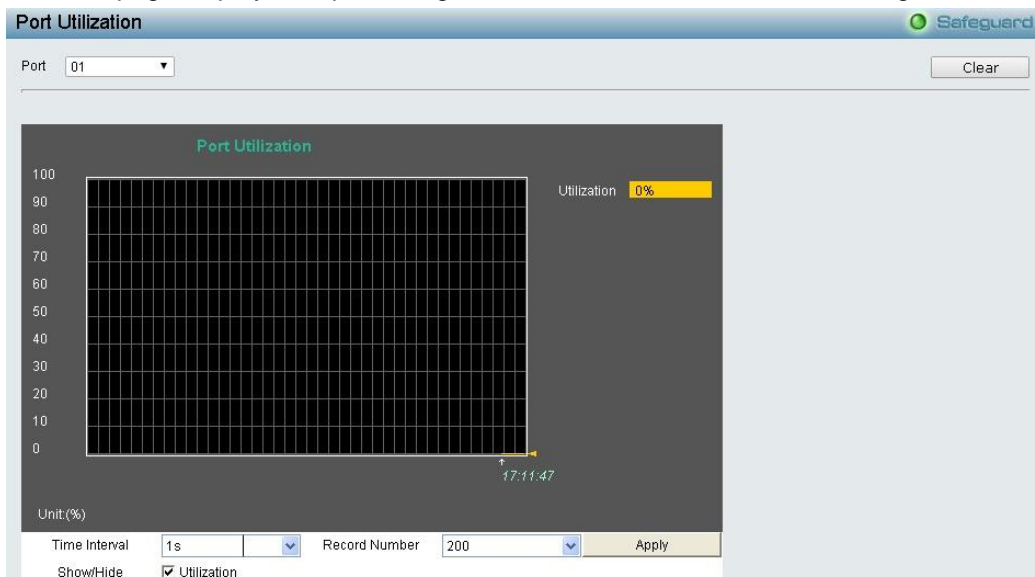 Port Utilization
Safeguard
Port 01
Clear
Port Utilization
100
90
80
70
60
50
40
30
20
10
0
Utilization 0%
17:11:47
Unit:(%)
Time Interval 1s Record Number 200 Apply
Show/Hide Utilization